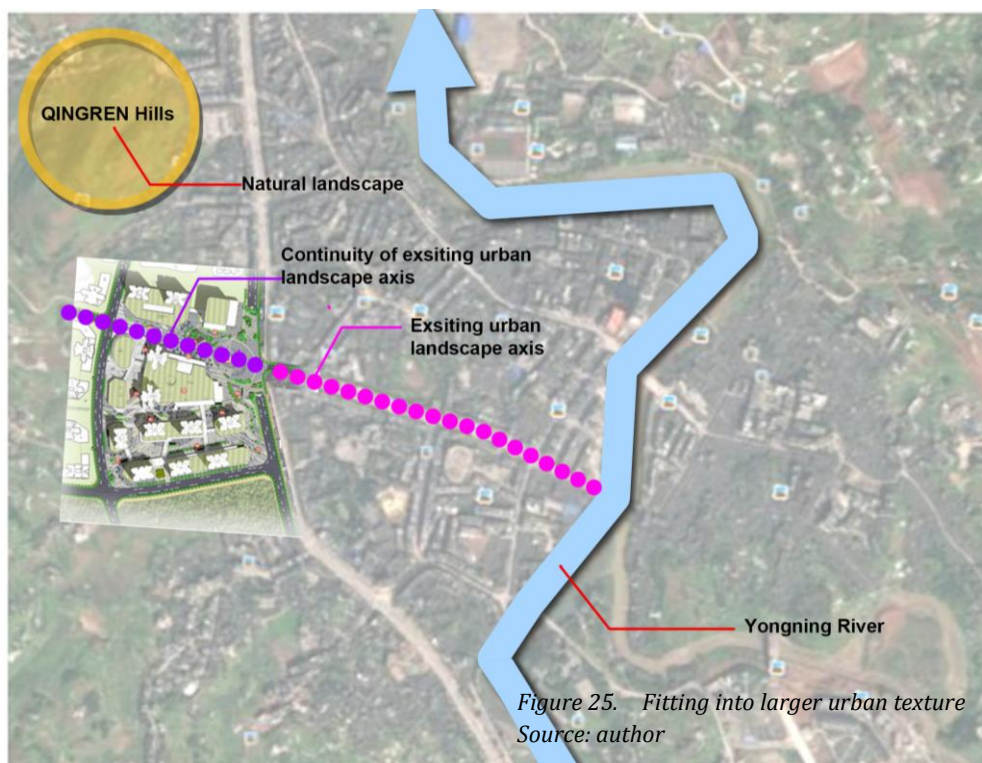 QINGREN Hills
Natural landscape
Continuity of exsiting urban
landscape axis
Exsiting urban
landscape axis
Yongning River
Figure 25. Fitting into larger urban texture
Source: author